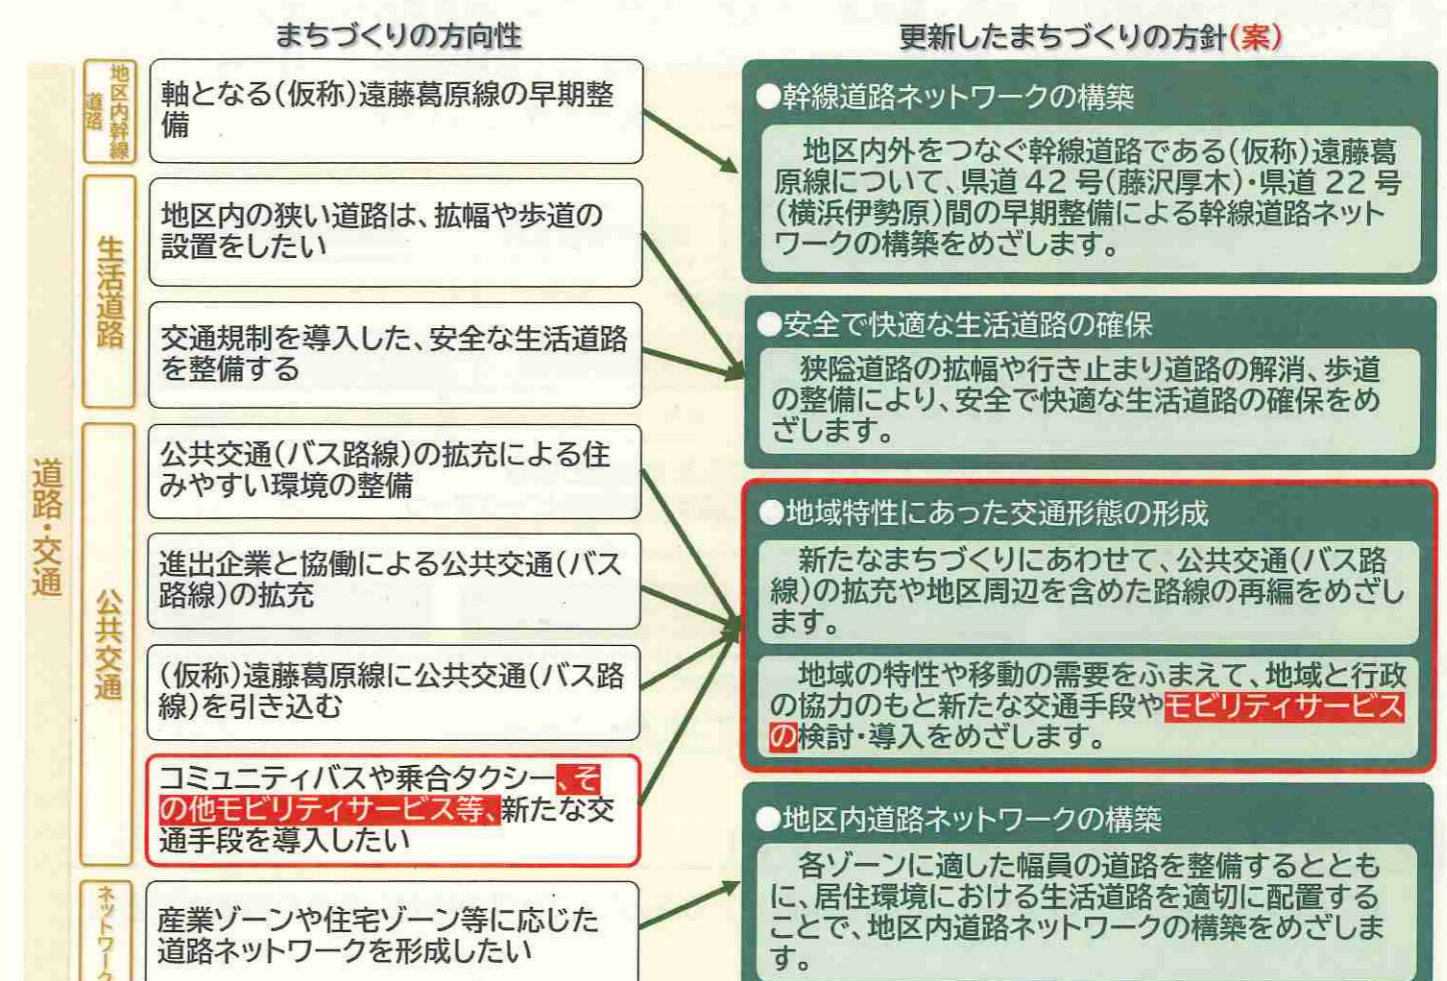 まちづくりの方向性
更新したまちづくりの方針(案)
道路・交通
地区内幹線
道路
軸となる(仮称)遠藤葛原線の早期整
備
生活道路
地区内の狭い道路は、拡幅や歩道の
設置をしたい
交通規制を導入した、安全な生活道路
を整備する
公共交通
公共交通(バス路線)の拡充による住
みやすい環境の整備
進出企業と協働による公共交通(バス
路線)の拡充
(仮称)遠藤葛原線に公共交通(バス路
線)を引き込む
コミュニティバスや乗合タクシー、そ
の他モビリティサービス等、新たな交
通手段を導入したい
ネットワーク
産業ゾーンや住宅ゾーン等に応じた
道路ネットワークを形成したい
●幹線道路ネットワークの構築
地区内外をつなぐ幹線道路である(仮称)遠藤葛
原線について、県道 42 号(藤沢厚木)・県道 22 号
(横浜伊勢原)間の早期整備による幹線道路ネット
ワークの構築をめざします。
●安全で快適な生活道路の確保
狭隘道路の拡幅や行き止まり道路の解消、歩道
の整備により、安全で快適な生活道路の確保をめ
ざします。
●地域特性にあった交通形態の形成
新たなまちづくりにあわせて、公共交通(バス路
線)の拡充や地区周辺を含めた路線の再編をめざし
ます。
地域の特性や移動の需要をふまえて、地域と行政
の協力のもと新たな交通手段やモビリティサービス
の検討・導入をめざします。
●地区内道路ネットワークの構築
各ゾーンに適した幅員の道路を整備するととも
に、居住環境における生活道路を適切に配置する
ことで、地区内道路ネットワークの構築をめざしま
す。